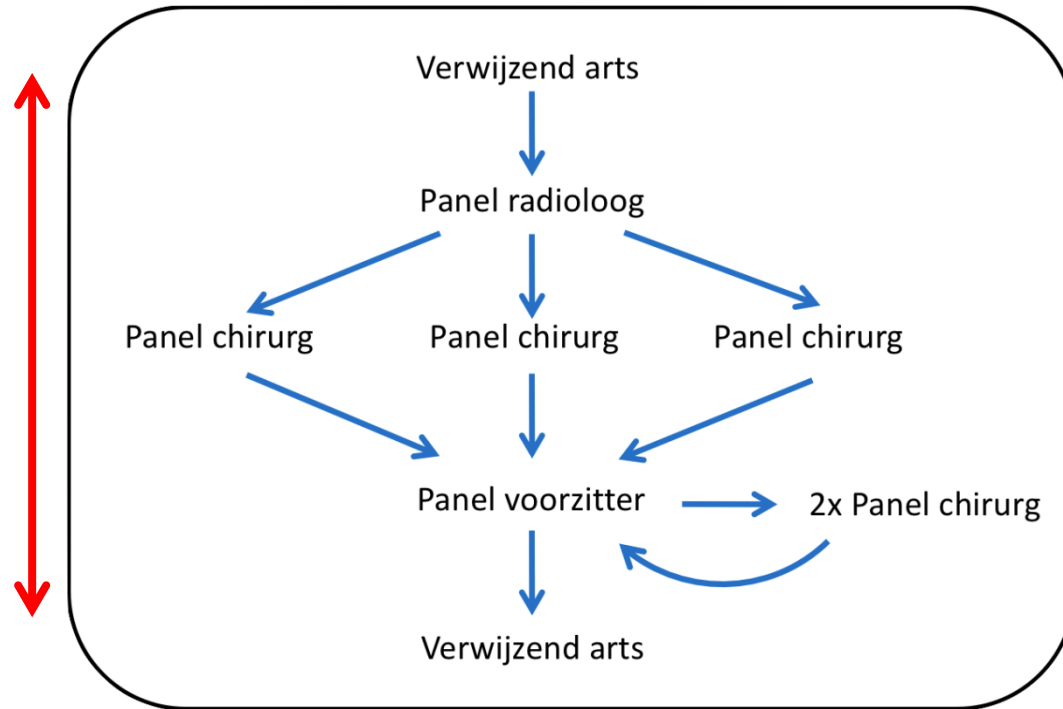 Verwijzend arts
Panel radioloog
Panel chirurg
Panel chirurg
Panel chirurg
Panel voorzitter
2x Panel chirurg
Verwijzend arts